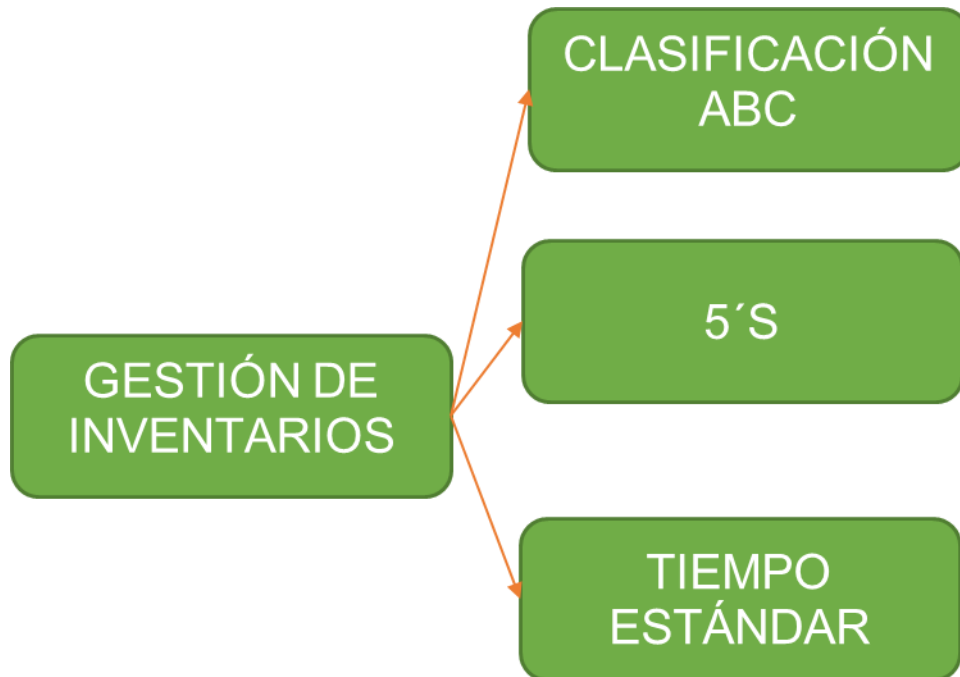 CLASIFICACIÓN
ABC
5´S
GESTIÓN DE
INVENTARIOS
TIEMPO
ESTÁNDAR